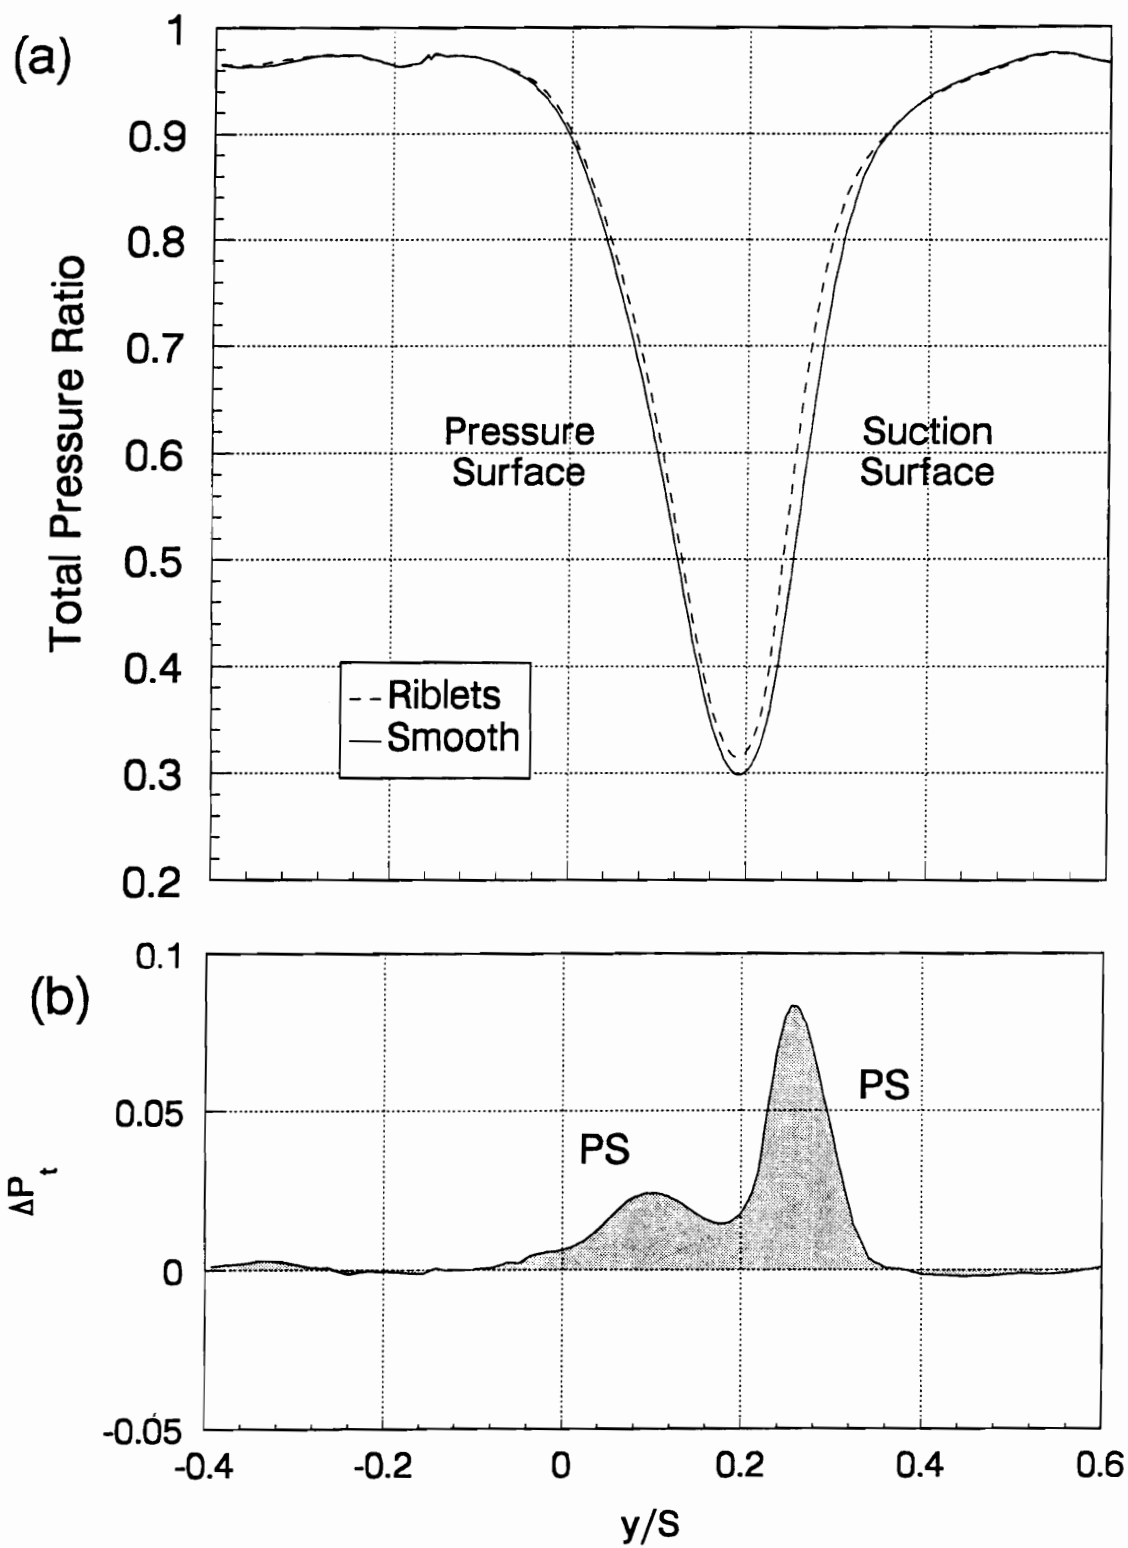 (a)
1
0.9
0.8
0.7
0.6
0.5
0.4
0.3
0.2
Total Pressure Ratio
Pressure
Surface
Suction
Surface
Riblets
Smooth
(b)
0.1
0.05
0
-0.05
ΔP t
PS
PS
-0.4
-0.2
0
0.2
0.4
0.6
y/S